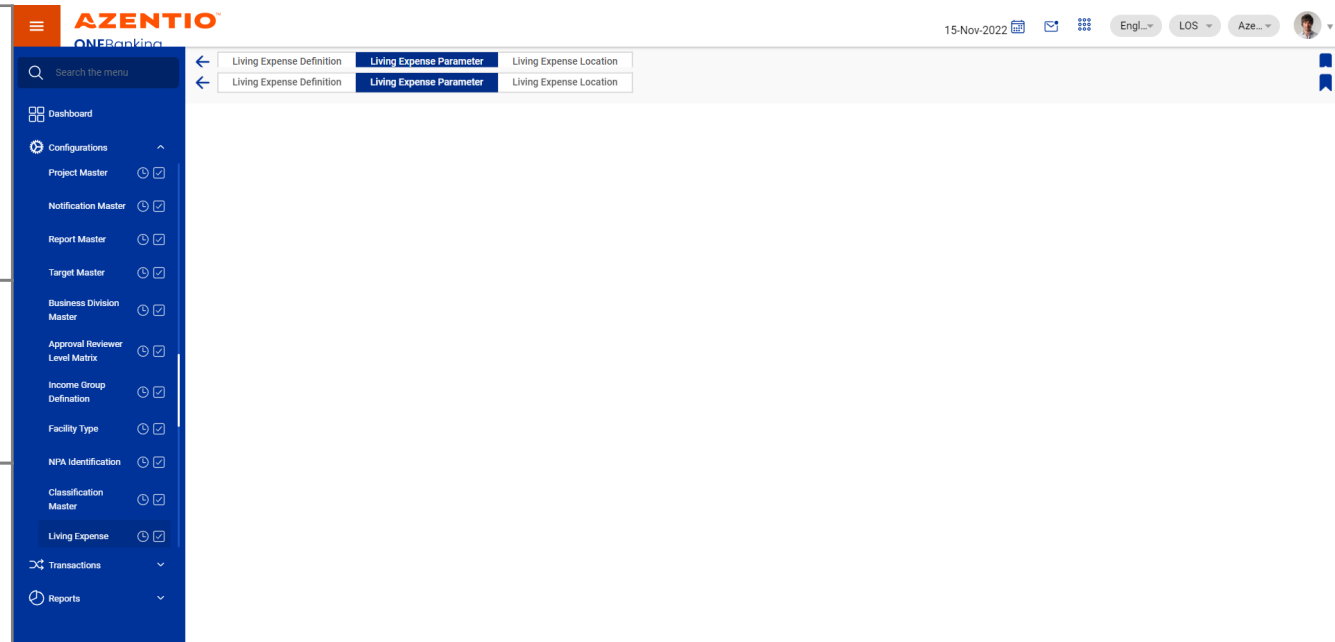 AZENTIO™
ONEBanking
15-Nov-2022
Engl...
LOS
Aze...
Search the menu
Living Expense Definition
Living Expense Parameter
Living Expense Location
Living Expense Definition
Living Expense Parameter
Living Expense Location
Dashboard
Configurations
Project Master
Notification Master
Report Master
Target Master
Business Division
Master
Approval Reviewer
Level Matrix
Income Group
Defination
Facility Type
NPA Identification
Classification
Master
Living Expense
Transactions
Reports